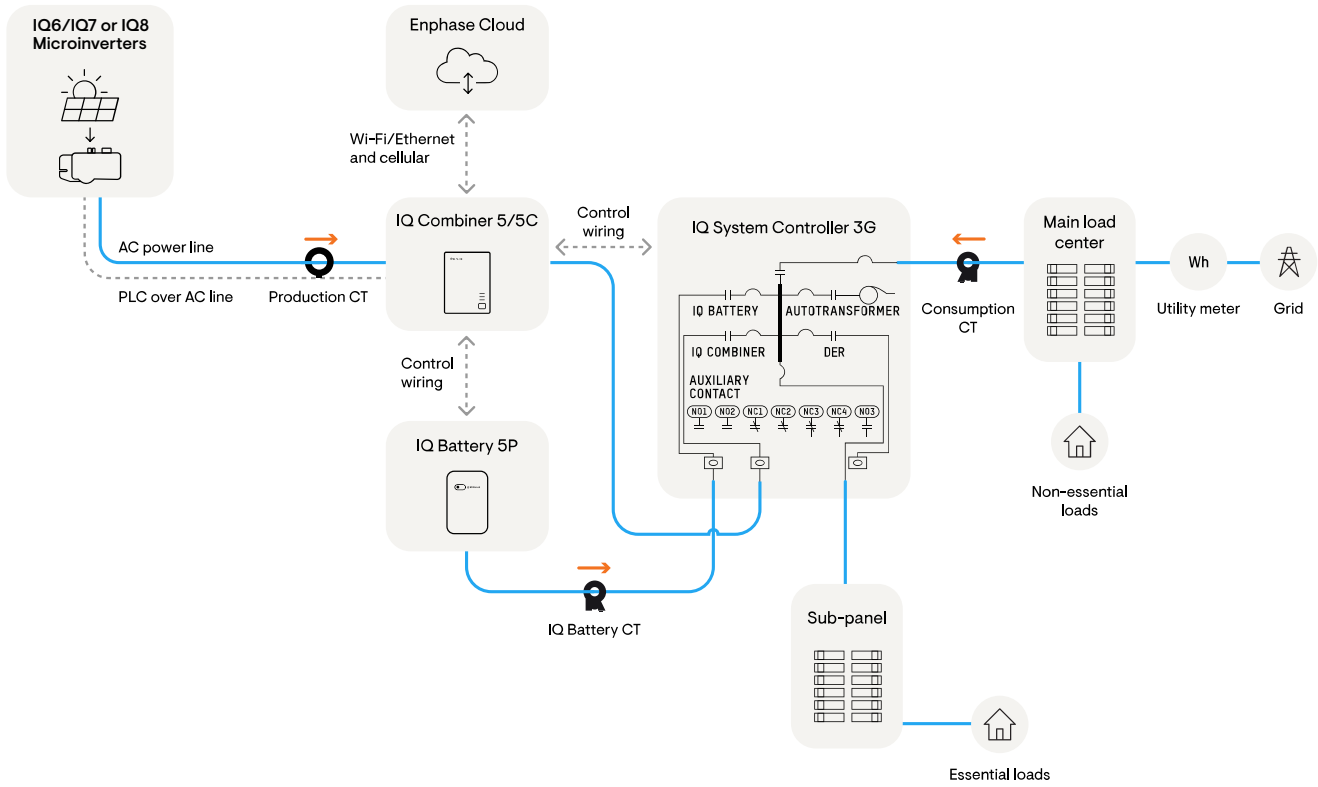 IQ6/IQ7 or IQ8
Microinverters
Enphase Cloud
Wi-Fi/Ethernet
and cellular
AC power line
PLC over AC line
Production CT
IQ Combiner 5/5C
Control
wiring
Control
wiring
IQ Battery 5P
IQ Battery CT
IQ System Controller 3G
IQ BATTERY
AUTOTRANSFORMER
IQ COMBINER
DER
AUXILIARY
CONTACT
NO1 NO2 NC1 NC2 NC3 NC4 NO3
Consumption
CT
Main load
center
Wh
Utility meter
Grid
Non-essential
loads
Sub-panel
Essential loads